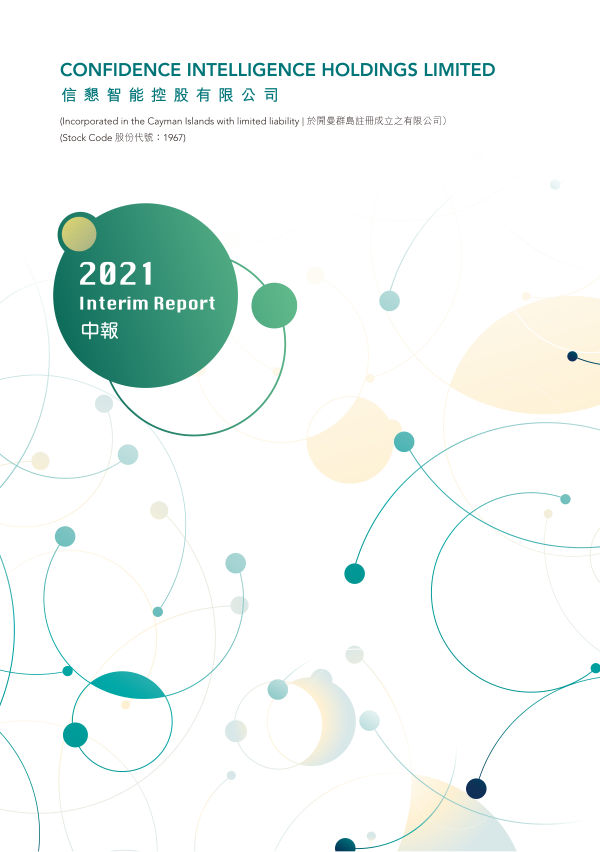 CONFIDENCE INTELLIGENCE HOLDINGS LIMITED
信懇智能控股有限公司
(Incorporated in the Cayman Islands with limited liability | 於開曼群島註冊成立之有限公司）
(Stock Code 股份代號：1967)
2021
Interim Report
中報